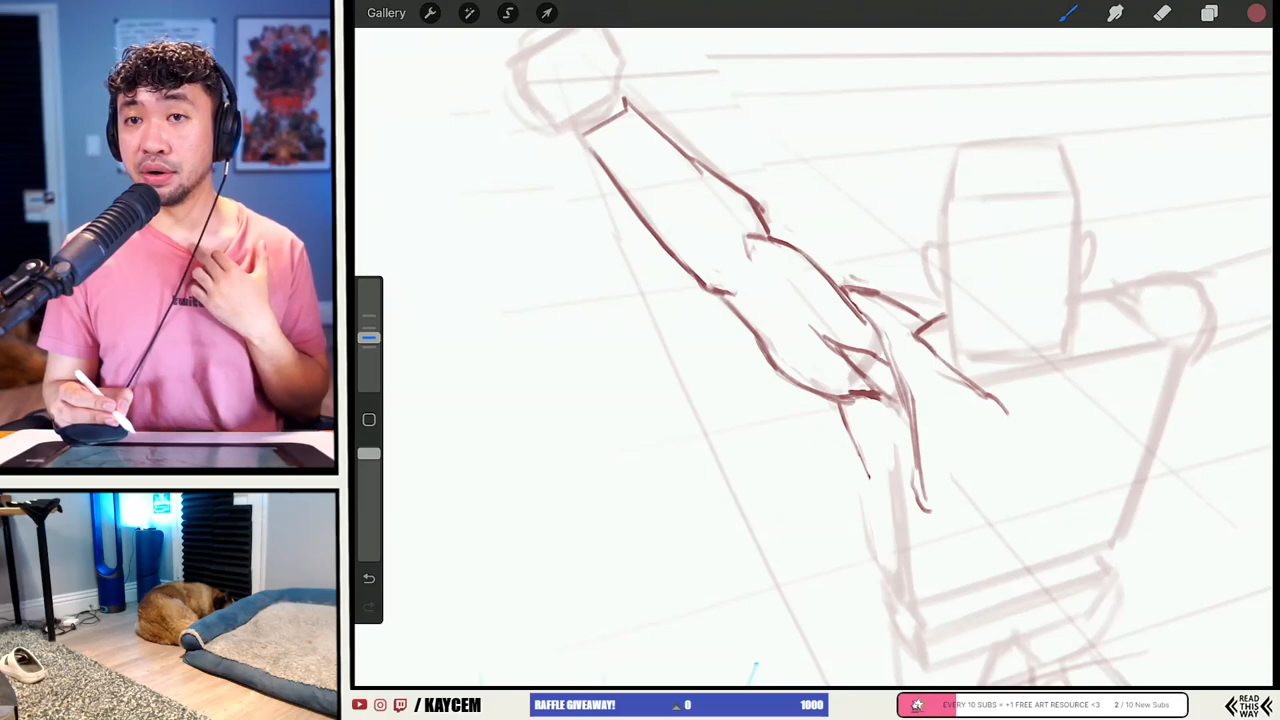 Gallery
/ KAYCEM
RAFFLE GIVEAWAY! 0 1000
EVERY 10 SUBS = +1 FREE ART RESOURCE <3 2 / 10 New Subs
READ THIS WAY